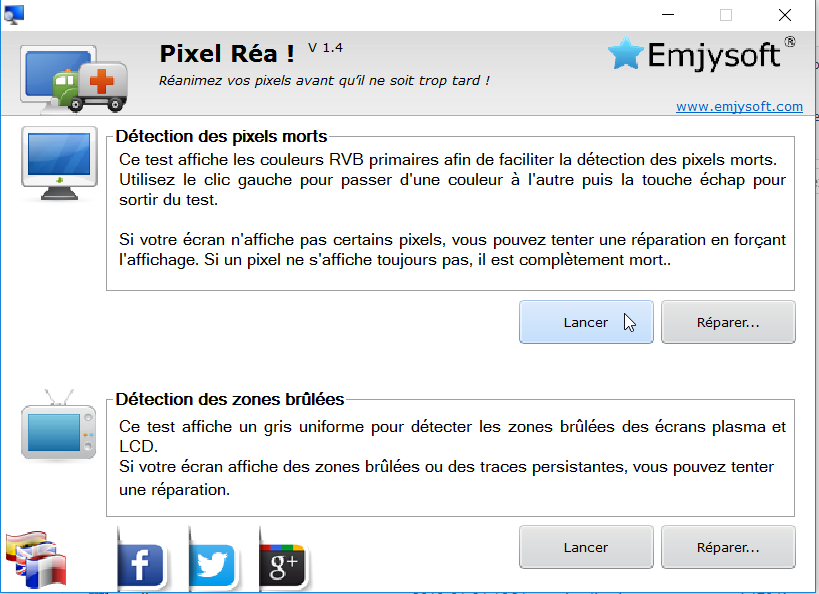 Pixel Réa ! V 1.4
Réanimez vos pixels avant qu'il ne soit trop tard !
Emjysoft ®
www.emjysoft.com
Détection des pixels morts
Ce test affiche les couleurs RVB primaires afin de faciliter la détection des pixels morts.
Utilisez le clic gauche pour passer d'une couleur à l'autre puis la touche échap pour
sortir du test.
Si votre écran n'affiche pas certains pixels, vous pouvez tenter une réparation en forçant
l'affichage. Si un pixel ne s'affiche toujours pas, il est complètement mort..
Lancer
Réparer...
Détection des zones brûlées
Ce test affiche un gris uniforme pour détecter les zones brûlées des écrans plasma et
LCD.
Si votre écran affiche des zones brûlées ou des traces persistantes, vous pouvez tenter
une réparation.
f
g+
Lancer
Réparer...